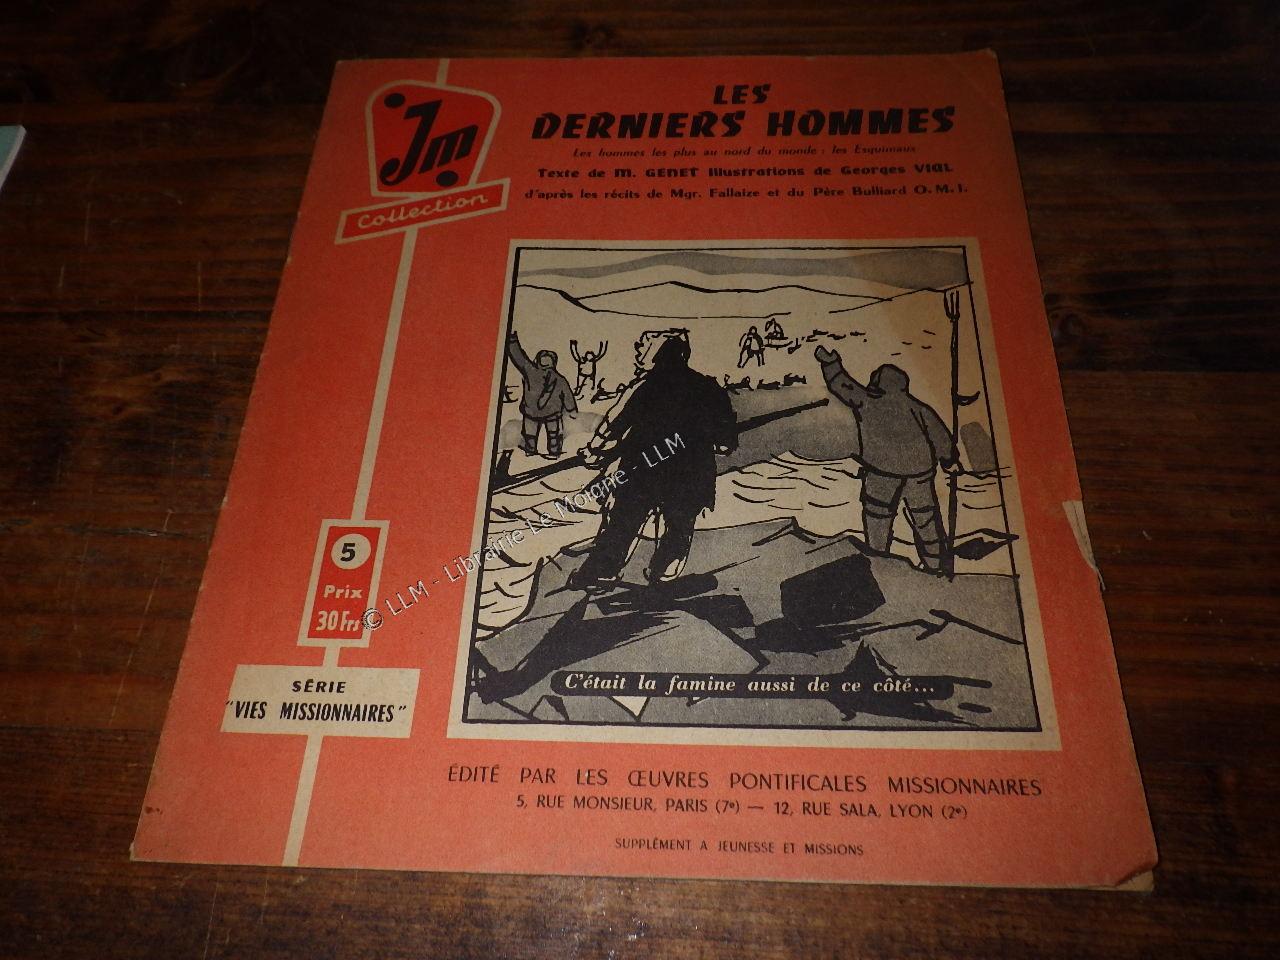 Jm
Collection
LES
DERNIERS HOMMES
Les hommes les plus au nord du monde : les Esquimaux
Texte de M. GENET Illustrations de Georges VIAL
d'après les récits de Mgr. Fallaize et du Père Bulliard O. M. I.
C'était la famine aussi de ce côté...
5
Prix
30 Frs
SÉRIE
"VIES MISSIONNAIRES"
ÉDITÉ PAR LES ŒUVRES PONTIFICALES MISSIONNAIRES
5, RUE MONSIEUR, PARIS (7e) — 12, RUE SALA, LYON (2e)
SUPPLÉMENT A JEUNESSE ET MISSIONS
© LLM - Librairie Le Moigne - LLM